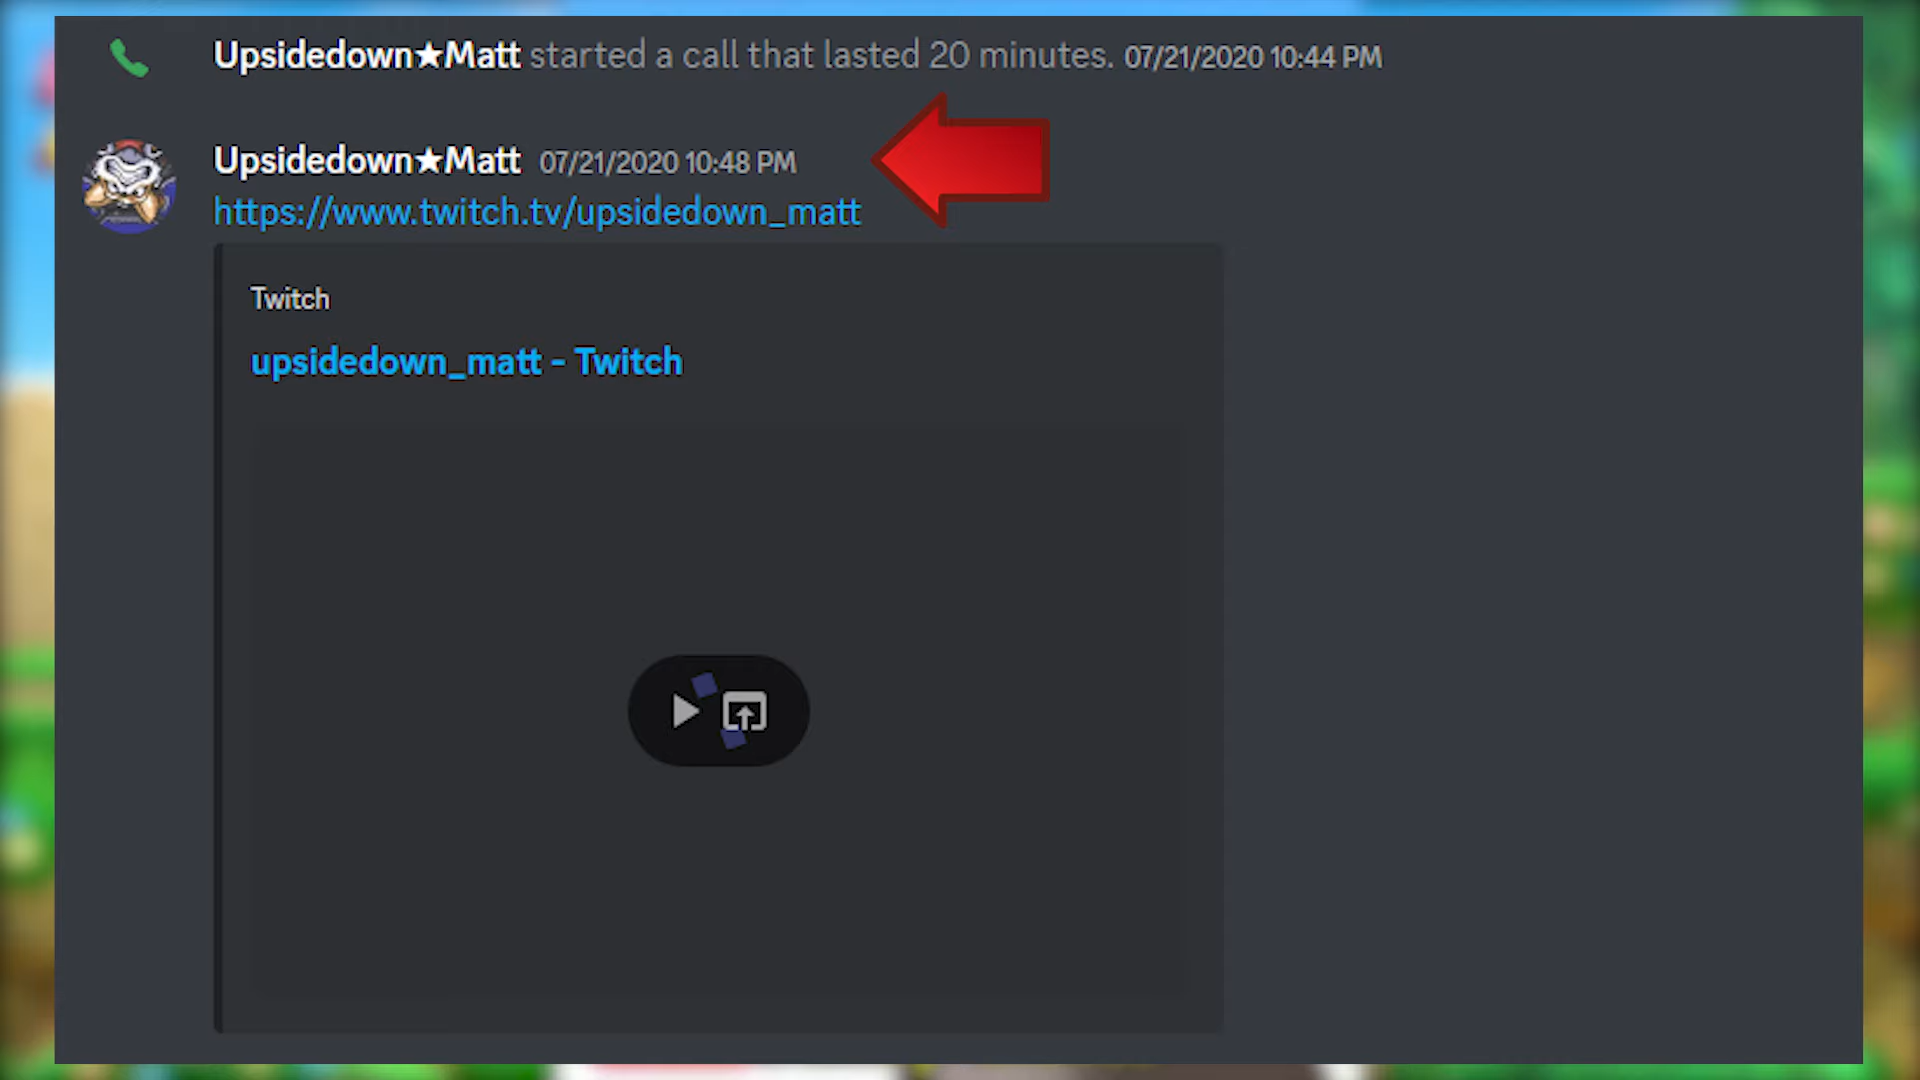 Upsidedown★Matt started a call that lasted 20 minutes. 07/21/2020 10:44 PM
Upsidedown★Matt 07/21/2020 10:48 PM
https://www.twitch.tv/upsidedown_matt
Twitch
upsidedown_matt - Twitch